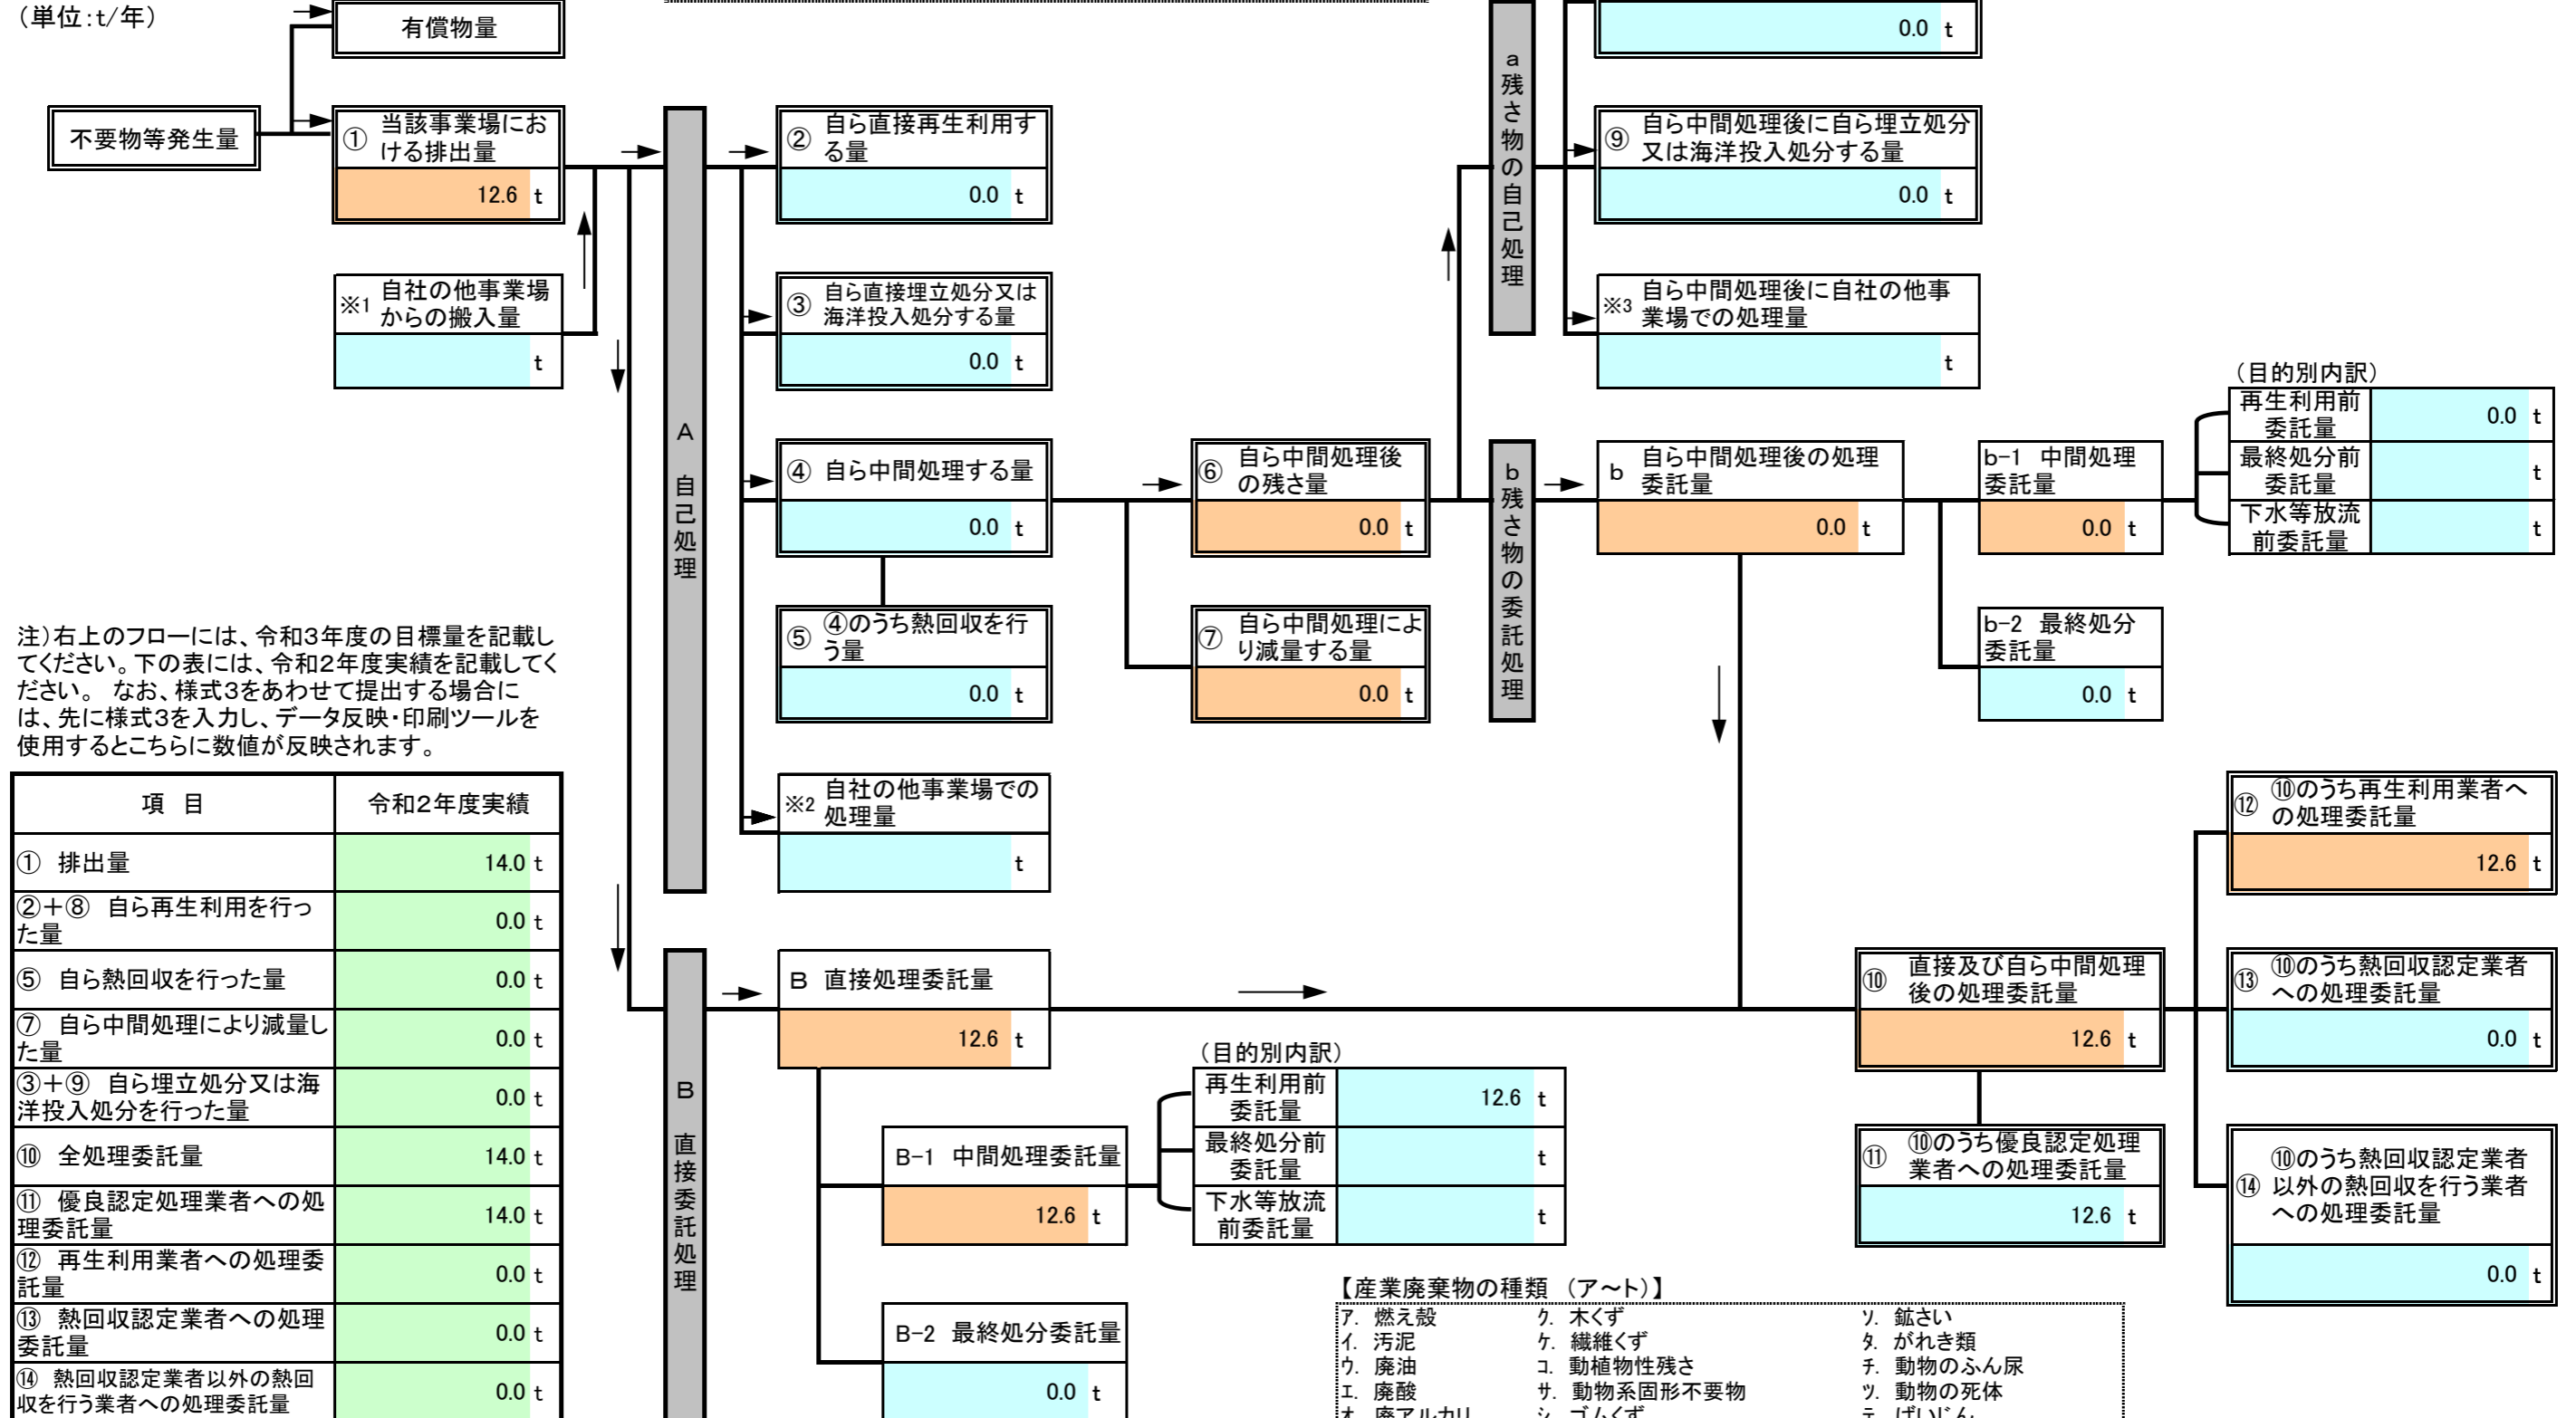 （単位：t/年）
有償物量
0.0 t
不要物等発生量
① 当該事業場にお
ける排出量
12.6 t
※1 自社の他事業場
からの搬入量
t
A 自己処理
② 自ら直接再生利用す
る量
0.0 t
③ 自ら直接埋立処分又は
海洋投入処分する量
0.0 t
④ 自ら中間処理する量
0.0 t
⑤ ④のうち熱回収を行
う量
0.0 t
※2 自社の他事業場での
処理量
t
⑥ 自ら中間処理後
の残さ量
0.0 t
⑦ 自ら中間処理によ
り減量する量
0.0 t
a 残さ物の自己処理
⑨ 自ら中間処理後に自ら埋立処分
又は海洋投入処分する量
0.0 t
※3 自ら中間処理後に自社の他事
業場での処理量
t
b 残さ物の委託処理
b 自ら中間処理後の処理
委託量
0.0 t
b-1 中間処理
委託量
0.0 t
（目的別内訳）
再生利用前
委託量
0.0 t
最終処分前
委託量
t
下水等放流
前委託量
t
b-2 最終処分
委託量
0.0 t
注）右上のフローには、令和３年度の目標量を記載し
てください。下の表には、令和２年度実績を記載してく
ださい。 なお、様式３をあわせて提出する場合に
は、先に様式３を入力し、データ反映・印刷ツールを
使用するとこちらに数値が反映されます。
項 目 令和２年度実績
① 排出量 14.0 t
②＋⑧ 自ら再生利用を行っ
た量 0.0 t
⑤ 自ら熱回収を行った量 0.0 t
⑦ 自ら中間処理により減量し
た量 0.0 t
③＋⑨ 自ら埋立処分又は海
洋投入処分を行った量 0.0 t
⑩ 全処理委託量 14.0 t
⑪ 優良認定処理業者への処
理委託量 14.0 t
⑫ 再生利用業者への処理委
託量 0.0 t
⑬ 熱回収認定業者への処理
委託量 0.0 t
⑭ 熱回収認定業者以外の熱回
収を行う業者への処理委託量 0.0 t
B 直接委託処理
B 直接処理委託量
12.6 t
B-1 中間処理委託量
12.6 t
（目的別内訳）
再生利用前
委託量
12.6 t
最終処分前
委託量
t
下水等放流
前委託量
t
B-2 最終処分委託量
0.0 t
⑩ 直接及び自ら中間処理
後の処理委託量
12.6 t
⑪ ⑩のうち優良認定処理
業者への処理委託量
12.6 t
⑫ ⑩のうち再生利用業者へ
の処理委託量
12.6 t
⑬ ⑩のうち熱回収認定業者
への処理委託量
0.0 t
⑭ ⑩のうち熱回収認定業者
以外の熱回収を行う業者
への処理委託量
0.0 t
【産業廃棄物の種類 （ア～ト）】
ｱ. 燃え殻 ｸ. 木くず ｿ. 鉱さい
ｲ. 汚泥 ｹ. 繊維くず ﾀ. がれき類
ｳ. 廃油 ｺ. 動植物性残さ ﾁ. 動物のふん尿
ｴ. 廃酸 ｻ. 動物系固形不要物 ﾂ. 動物の死体
ｵ. 廃アルカリ ｼ. ゴムくず ﾃ. ばいじん